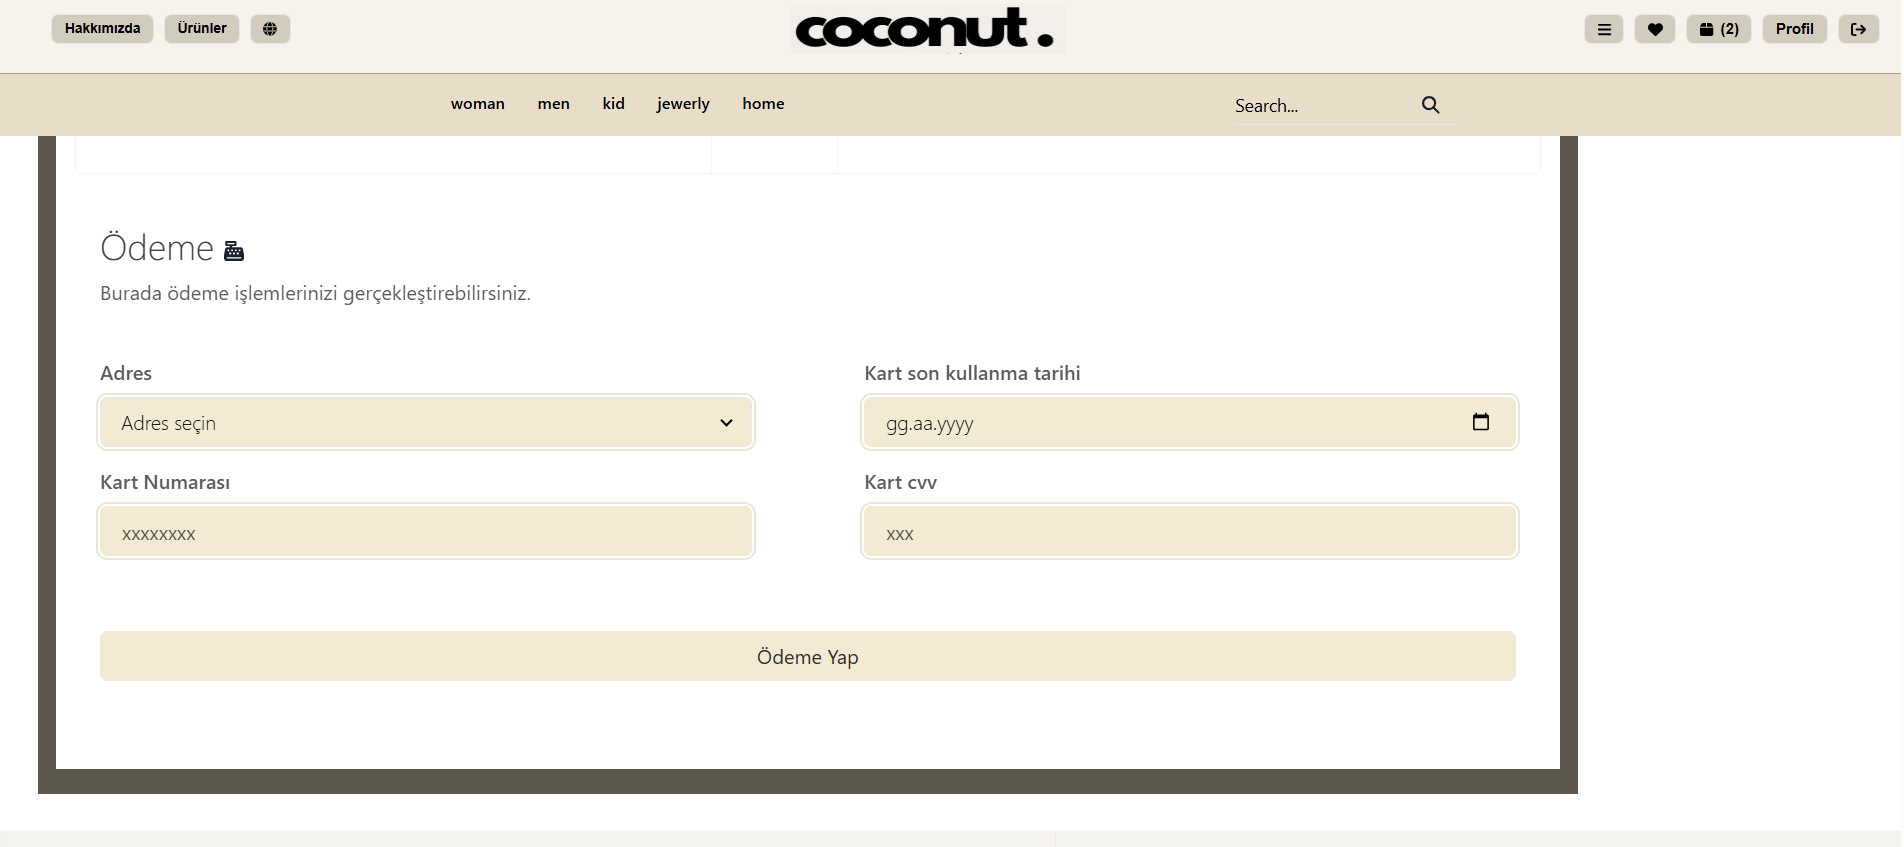 Hakkımızda Ürünler coconut. (2) Profil
woman men kid jewerly home Search...
Ödeme
Burada ödeme işlemlerinizi gerçekleştirebilirsiniz.
Adres Kart son kullanma tarihi
Adres seçin gg.aa.yyyy
Kart Numarası Kart cvv
xxxxxxxx xxx
Ödeme Yap